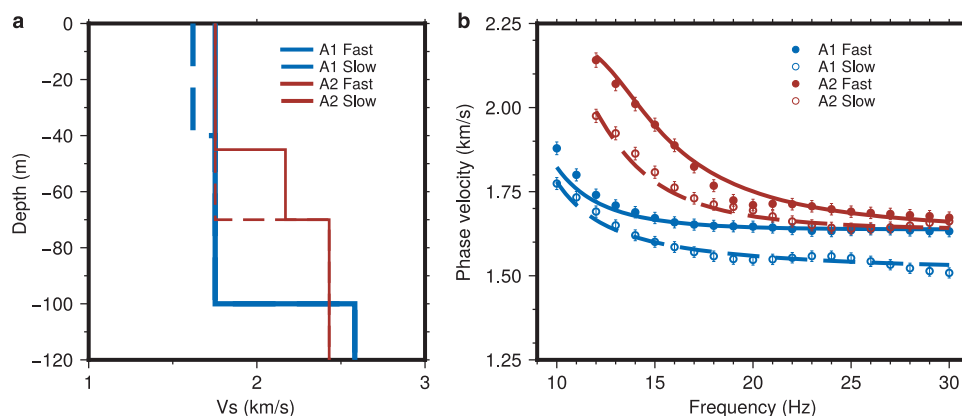 a
0
−20
−40
−60
−80
−100
−120
Depth (m)
1
2
3
Vs (km/s)
A1 Fast
A1 Slow
A2 Fast
A2 Slow
b
2.25
2.00
1.75
1.50
1.25
Phase velocity (km/s)
10
15
20
25
30
Frequency (Hz)
A1 Fast
A1 Slow
A2 Fast
A2 Slow